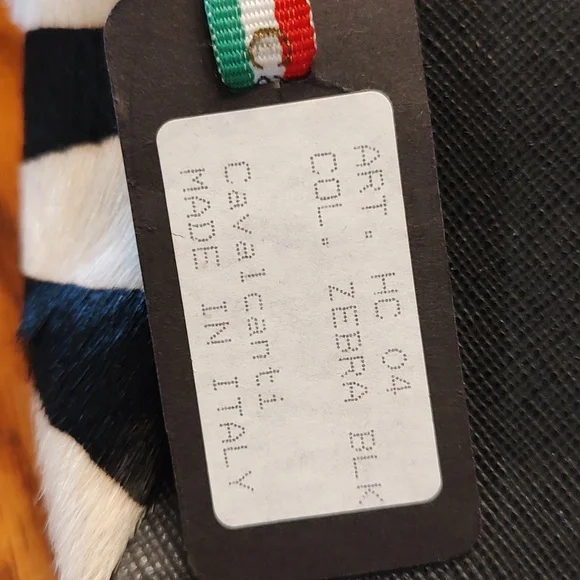 ART. HC 04
COL. ZEBRA BLK
Cavalcanti
MADE IN ITALY